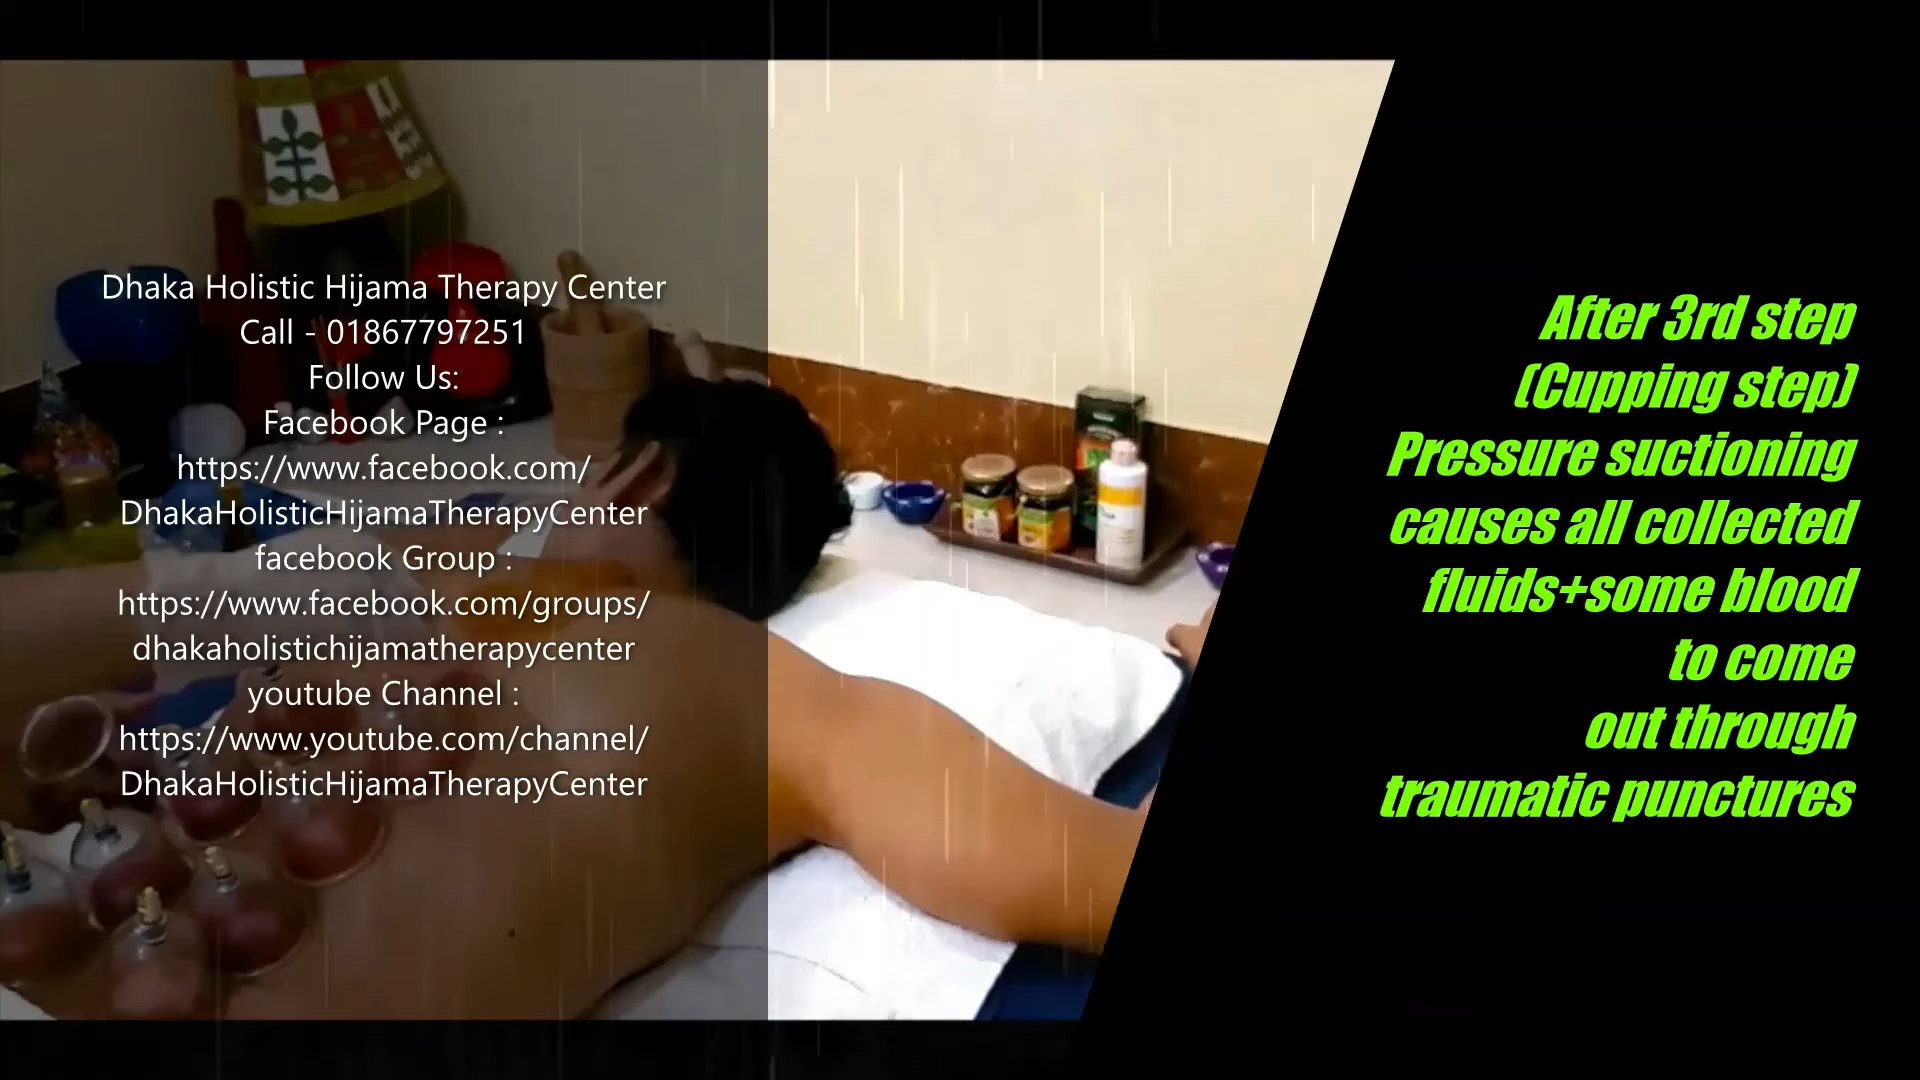 Dhaka Holistic Hijama Therapy Center
Call - 01867797251
Follow Us:
Facebook Page :
https://www.facebook.com/
DhakaHolisticHijamaTherapyCenter
facebook Group :
https://www.facebook.com/groups/
dhakaholistichijamatherapycenter
youtube Channel :
https://www.youtube.com/channel/
DhakaHolisticHijamaTherapyCenter
After 3rd step
(Cupping step)
Pressure suctioning
causes all collected
fluids+some blood
to come
out through
traumatic punctures